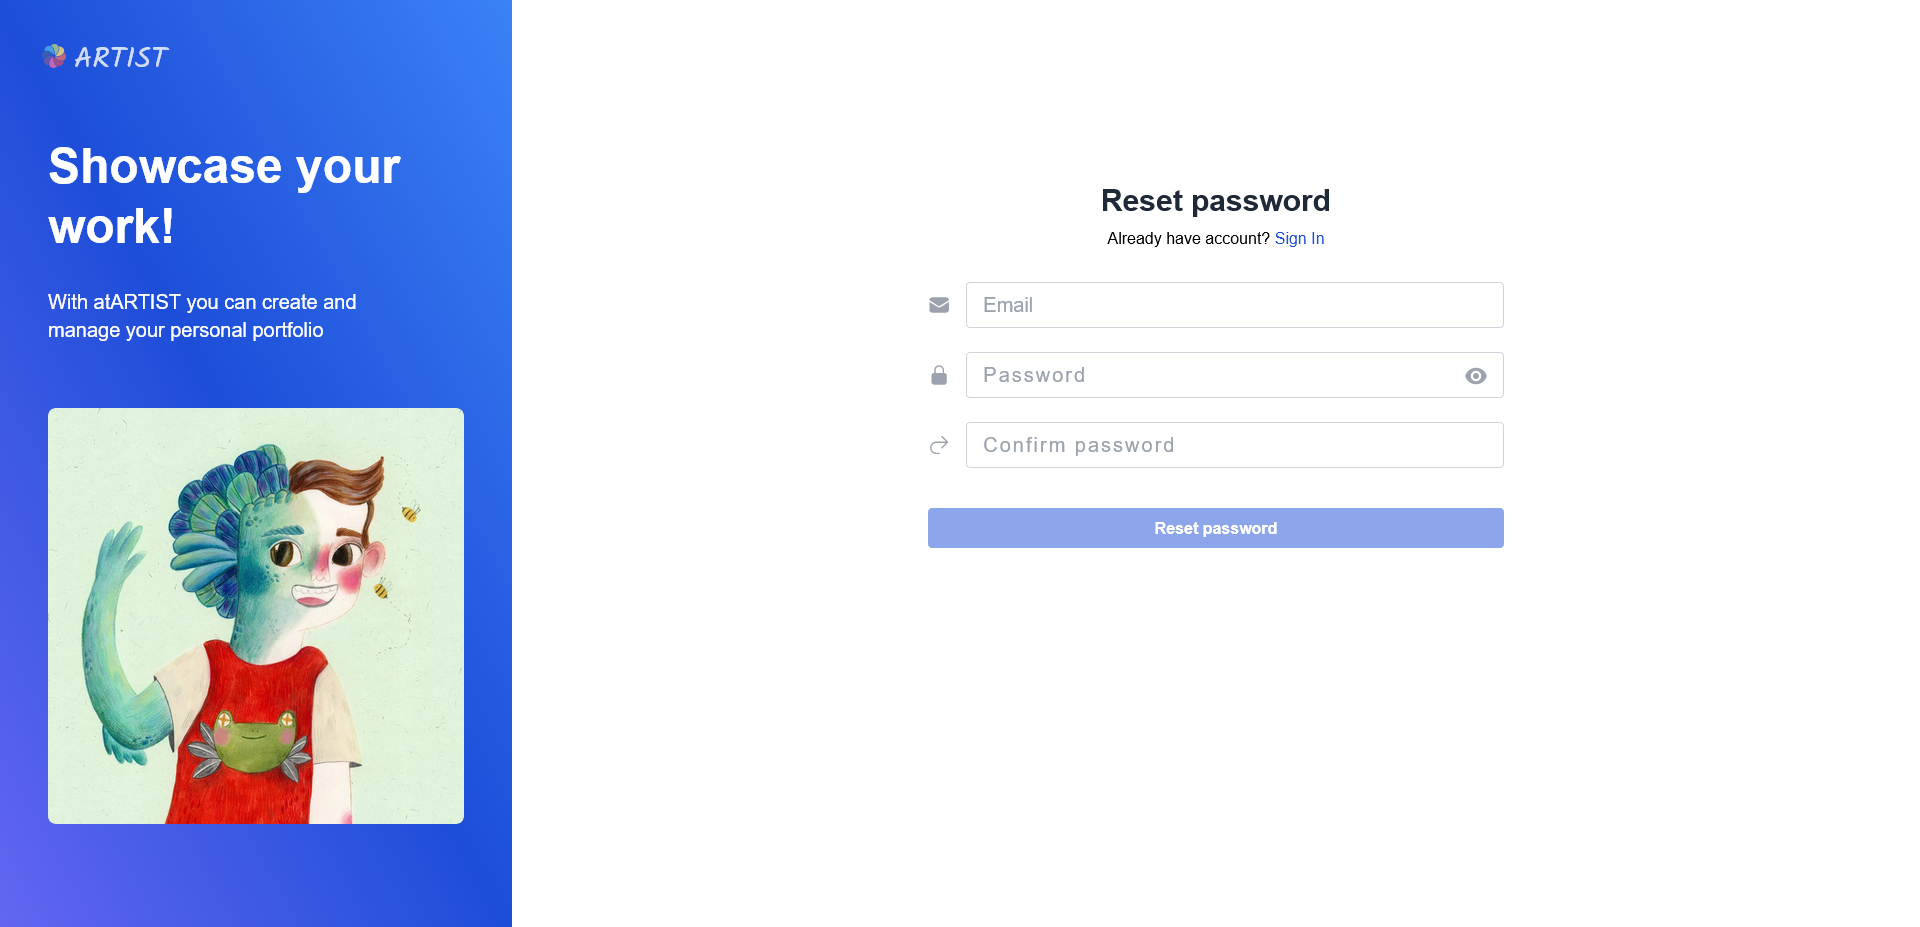 ARTIST
Showcase your
work!
With atARTIST you can create and
manage your personal portfolio
Reset password
Already have account? Sign In
Email
Password
Confirm password
Reset password